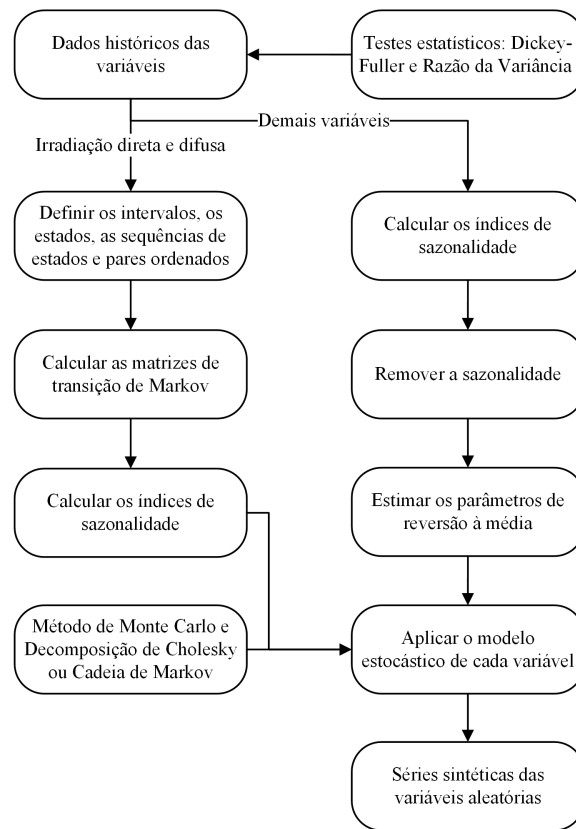 Dados históricos das
variáveis
Testes estatísticos: Dickey-
Fuller e Razão da Variância
Demais variáveis
Irradiação direta e difusa
Definir os intervalos, os
estados, as sequências de
estados e pares ordenados
Calcular os índices de
sazonalidade
Calcular as matrizes de
transição de Markov
Remover a sazonalidade
Calcular os índices de
sazonalidade
Estimar os parâmetros de
reversão à média
Método de Monte Carlo e
Decomposição de Cholesky
ou Cadeia de Markov
Aplicar o modelo
estocástico de cada variável
Séries sintéticas das
variáveis aleatórias